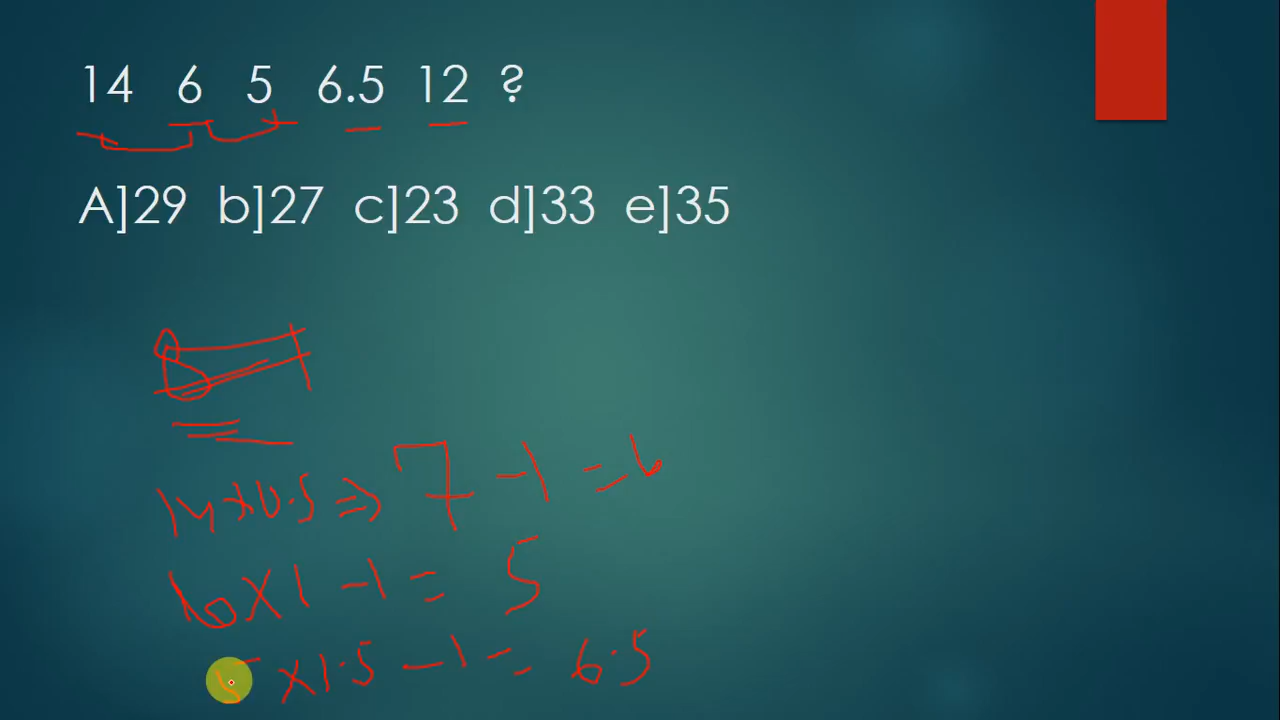 14 6 5 6.5 12 ?
A]29 b]27 c]23 d]33 e]35
14×0.5 ⇒ 7 -1 = 6
6×1 -1 = 5
5×1.5 -1 = 6.5